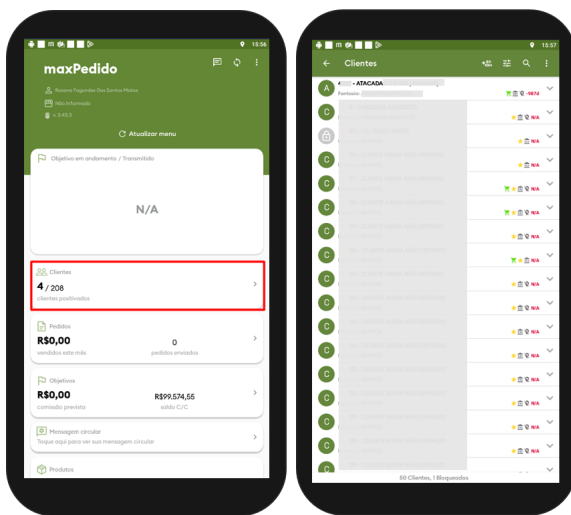 15:56
maxPedido
Rosana Fagundes Dos Santos Matos
Não Informado
v. 3.43.3
Atualizar menu
Objetivo em andamento / Transmitido
N/A
Clientes
4 / 208
clientes positivados
Pedidos
R$0,00
0
vendidos este mês
pedidos enviados
Objetivos
R$0,00
R$99.574,55
comissão prevista
saldo C/C
Mensagem circular
Toque aqui para ver sua mensagem circular
Produtos
15:57
Clientes
A
- ATACADA
Fantasia:
-987d
C
N/A
N/A
C
N/A
C
N/A
C
N/A
C
N/A
C
N/A
C
N/A
C
N/A
C
N/A
C
N/A
C
N/A
C
N/A
C
N/A
C
50 Clientes, 1 Bloqueados